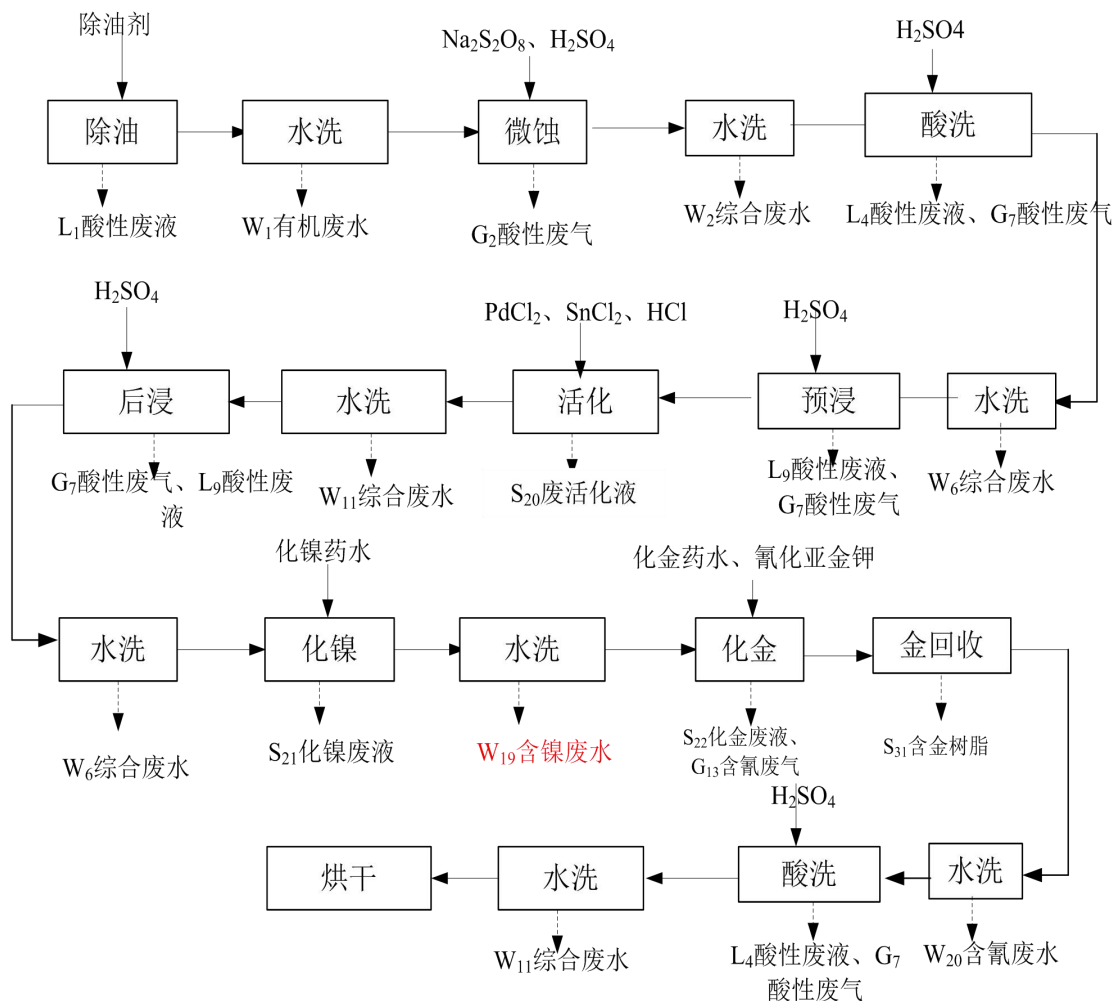 除油剂
Na₂S₂O₈、H₂SO₄
H₂SO4
除油
水洗
微蚀
水洗
酸洗
L₁酸性废液
W₁有机废水
G₂酸性废气
W₂综合废水
L₄酸性废液、G₇酸性废气
H₂SO₄
PdCl₂、SnCl₂、HCl
H₂SO₄
后浸
水洗
活化
预浸
水洗
G₇酸性废气、L₉酸性废
液
W₁₁综合废水
S₂₀废活化液
L₉酸性废液、
G₇酸性废气
W₆综合废水
化镍药水
化金药水、氰化亚金钾
水洗
化镍
水洗
化金
金回收
W₆综合废水
S₂₁化镍废液
W₁₉含镍废水
S₂₂化金废液、
G₁₃含氰废气
S₃₁含金树脂
H₂SO₄
烘干
水洗
酸洗
水洗
W₁₁综合废水
L₄酸性废液、G₇
酸性废气
W₂₀含氰废水